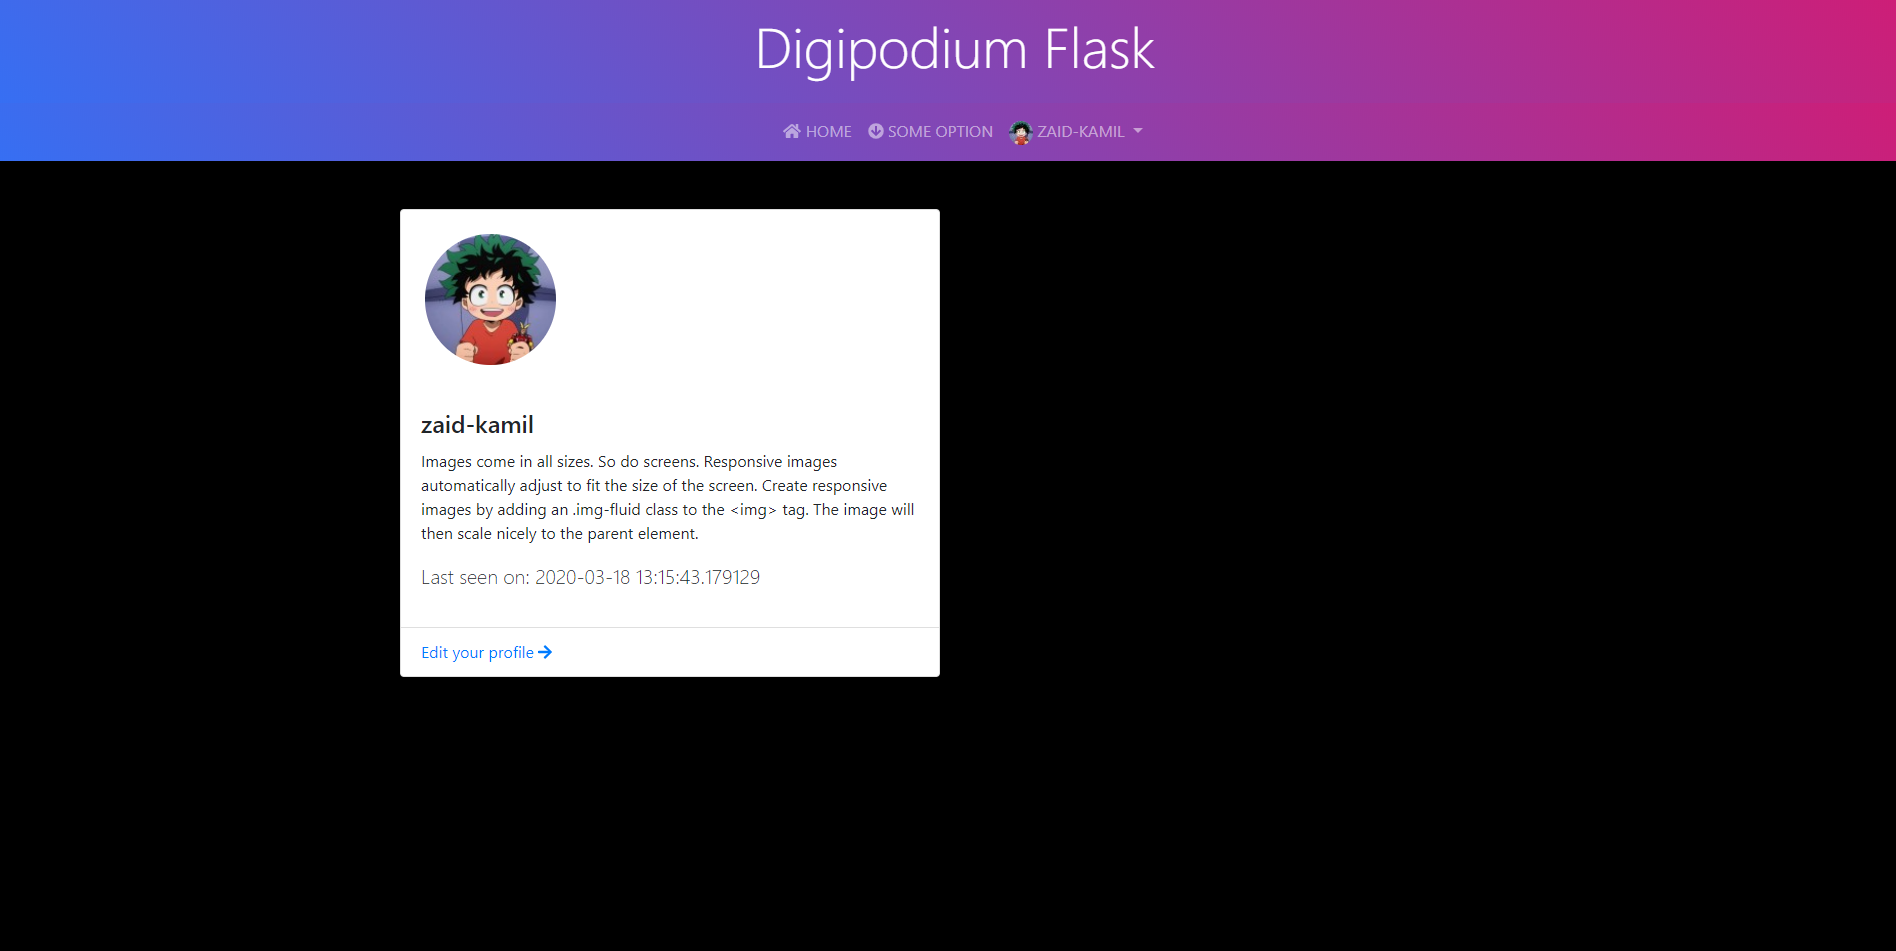 Digipodium Flask
HOME SOME OPTION ZAID-KAMIL
zaid-kamil
Images come in all sizes. So do screens. Responsive images
automatically adjust to fit the size of the screen. Create responsive
images by adding an .img-fluid class to the <img> tag. The image will
then scale nicely to the parent element.
Last seen on: 2020-03-18 13:15:43.179129
Edit your profile